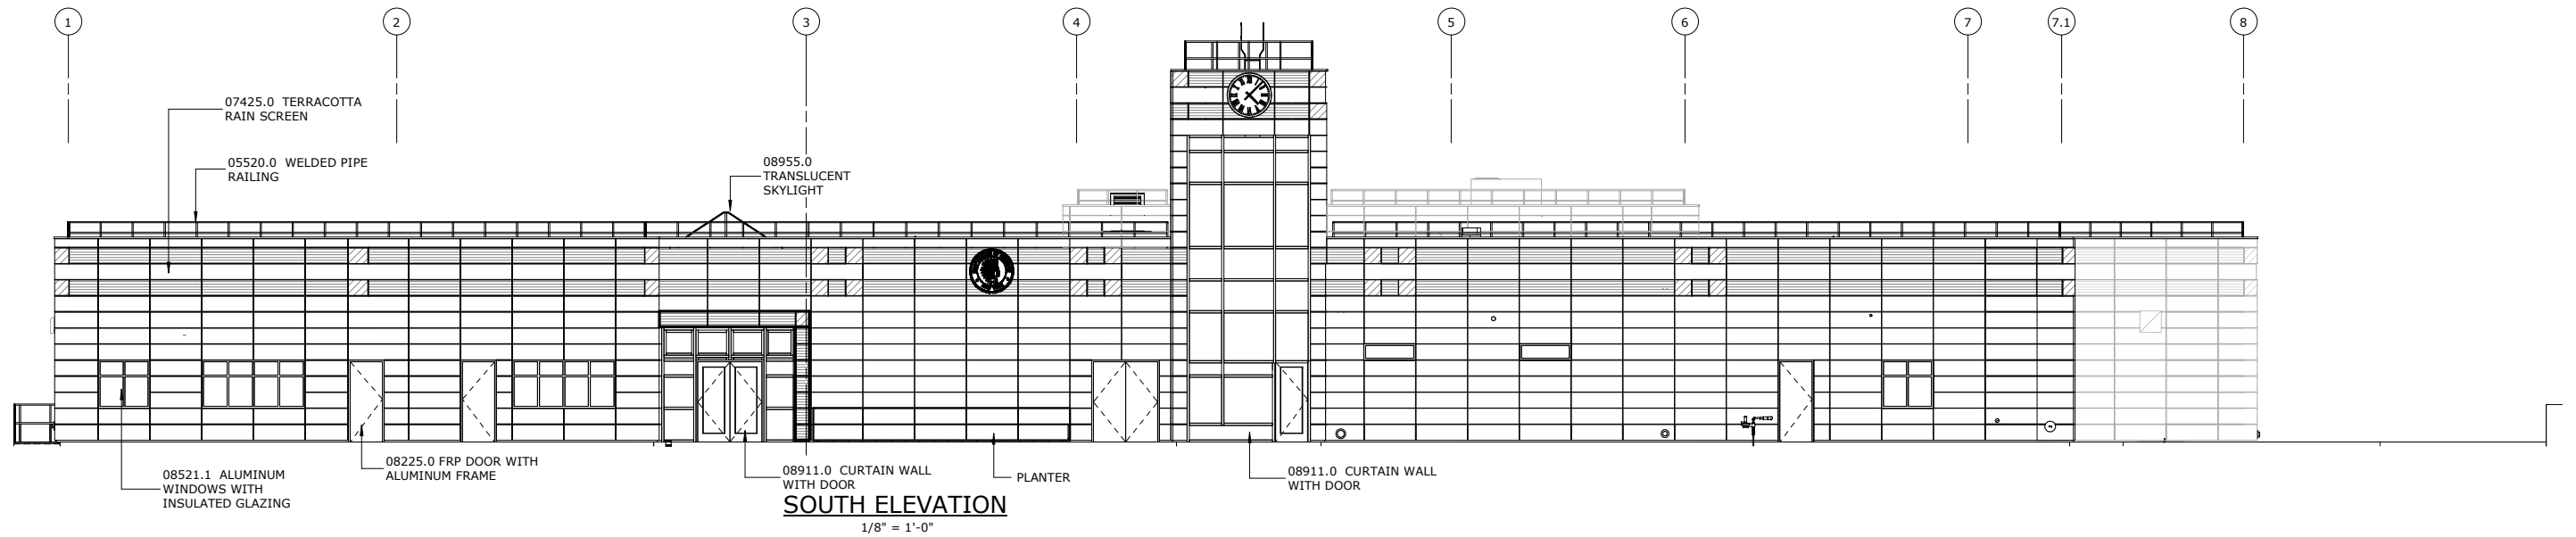 1
2
3
4
5
6
7
7.1
8
07425.0 TERRACOTTA
RAIN SCREEN
05520.0 WELDED PIPE
RAILING
08955.0
TRANSLUCENT
SKYLIGHT
08521.1 ALUMINUM
WINDOWS WITH
INSULATED GLAZING
08225.0 FRP DOOR WITH
ALUMINUM FRAME
08911.0 CURTAIN WALL
WITH DOOR
PLANTER
08911.0 CURTAIN WALL
WITH DOOR
SOUTH ELEVATION
1/8" = 1'-0"